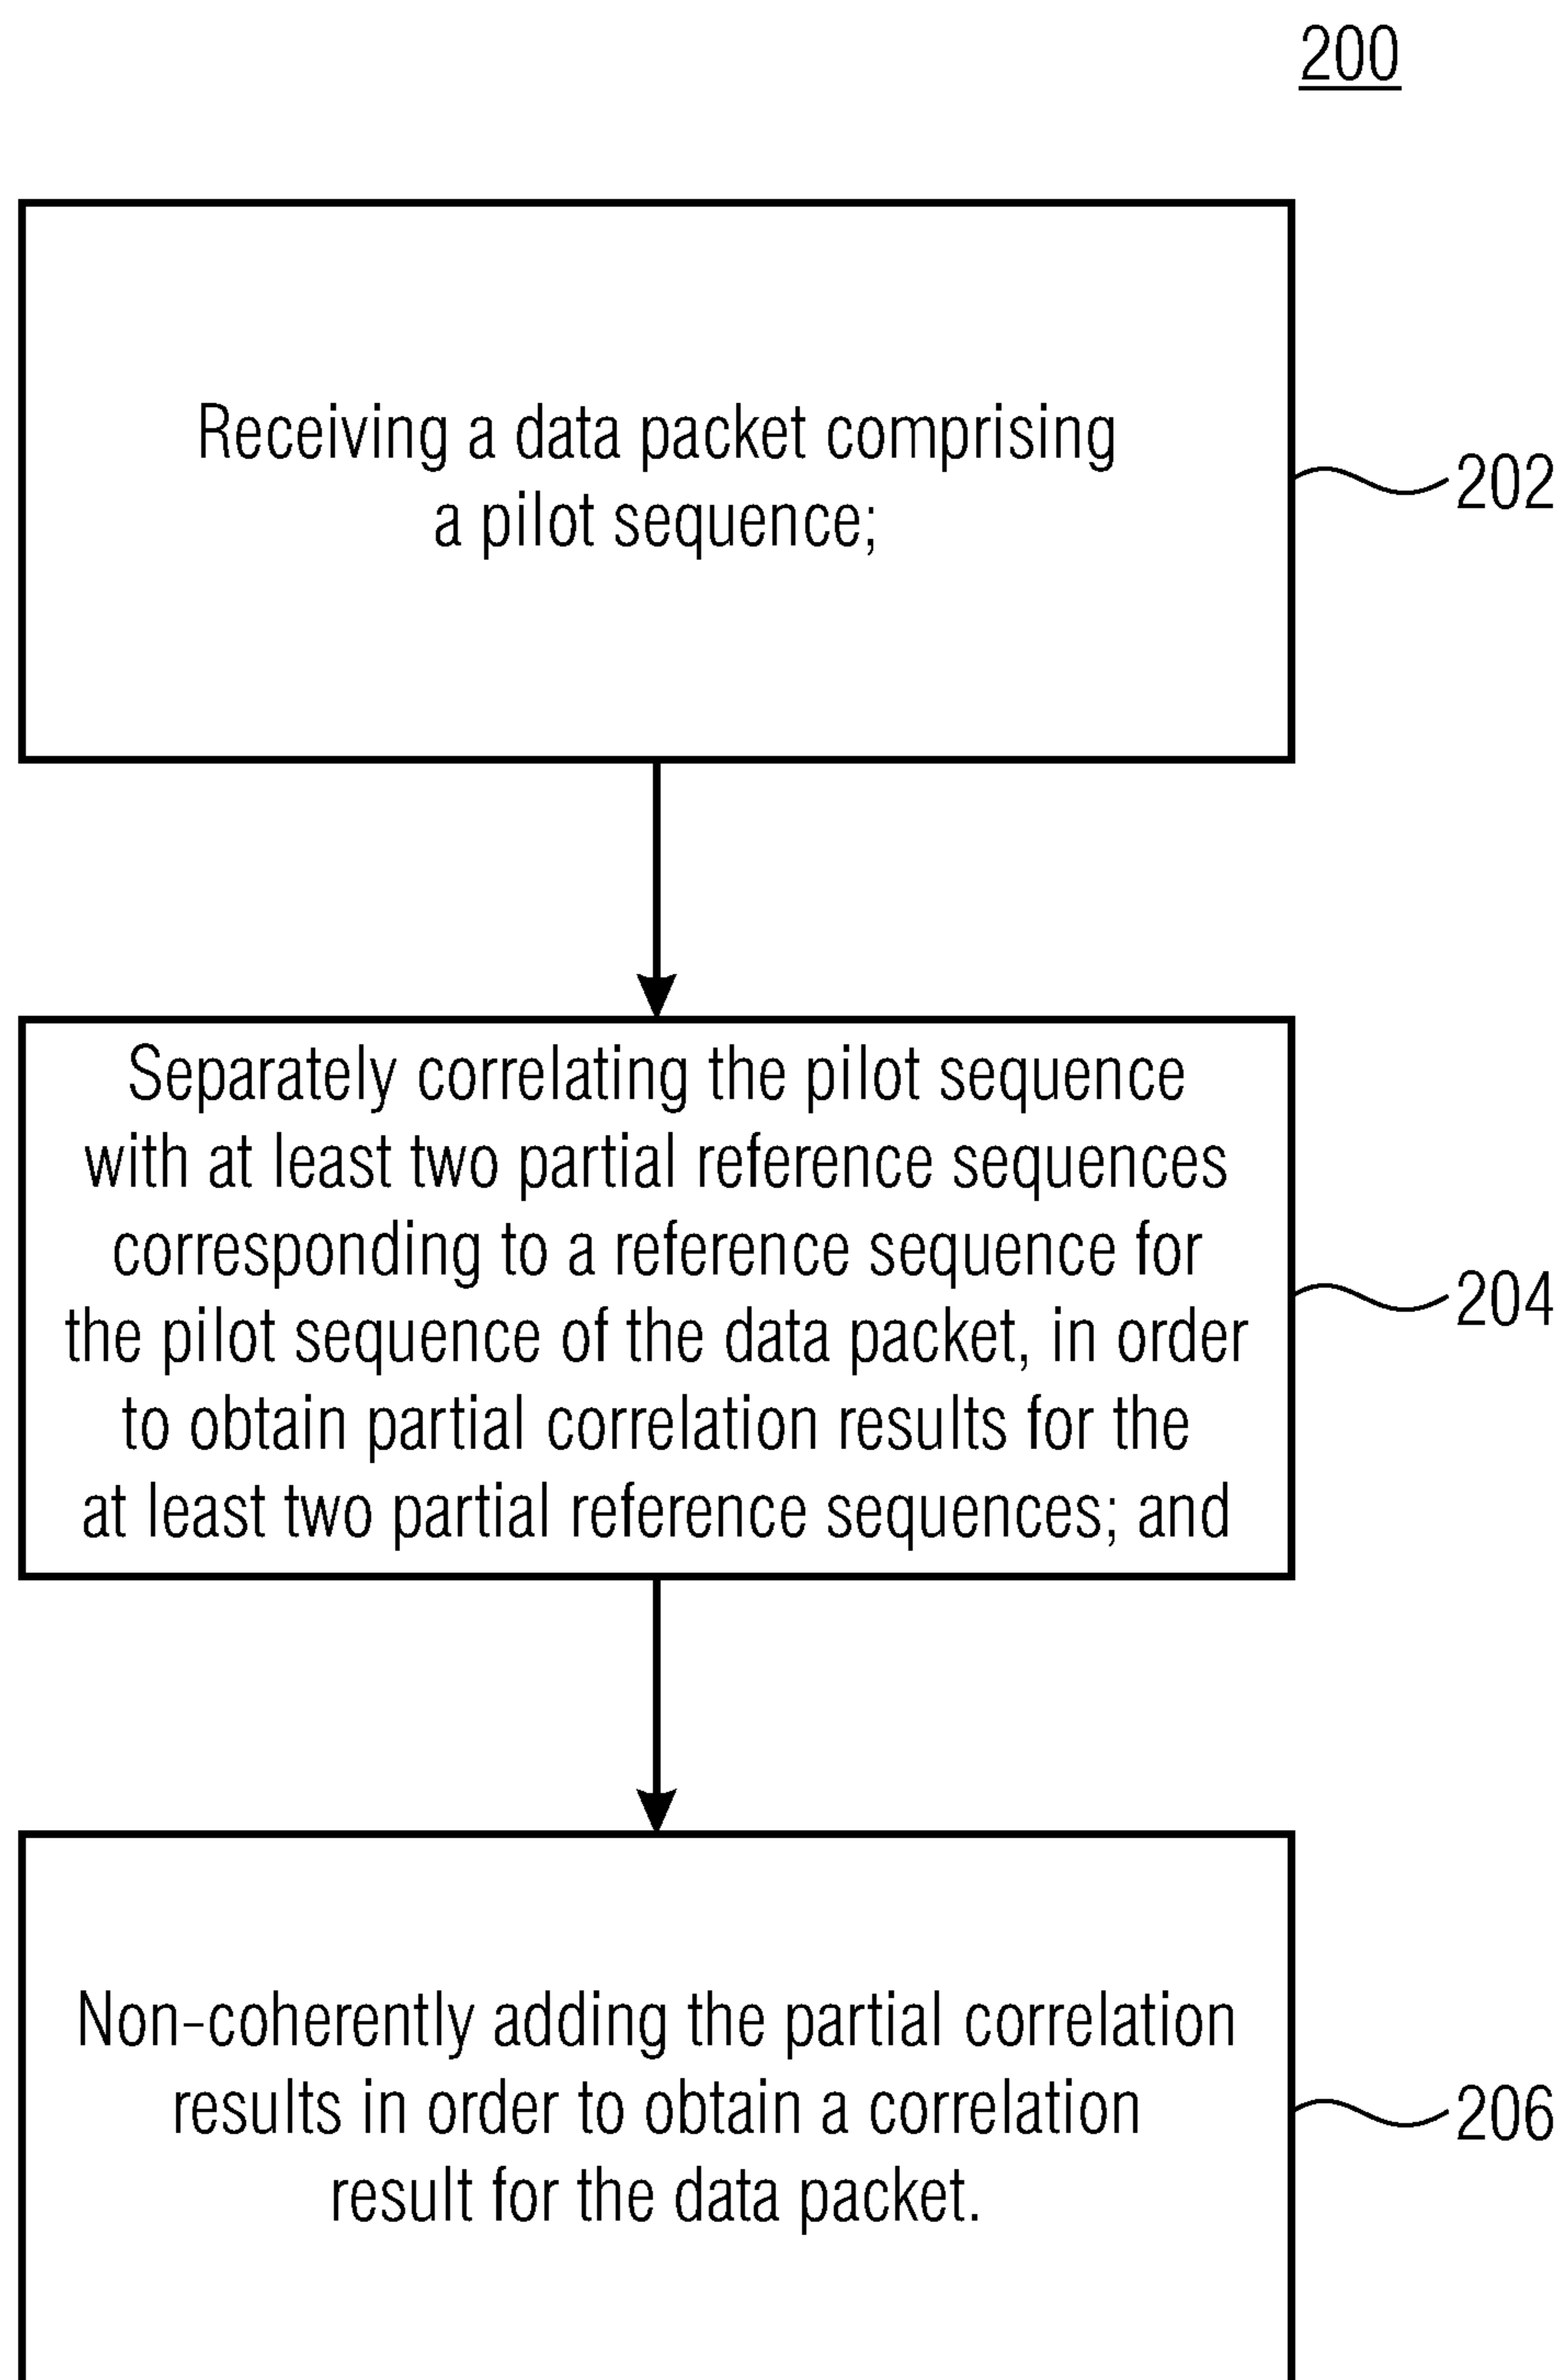 200
Receiving a data packet comprising
a pilot sequence;
202
Separately correlating the pilot sequence
with at least two partial reference sequences
corresponding to a reference sequence for
the pilot sequence of the data packet, in order
to obtain partial correlation results for the
at least two partial reference sequences; and
204
Non-coherently adding the partial correlation
results in order to obtain a correlation
result for the data packet.
206